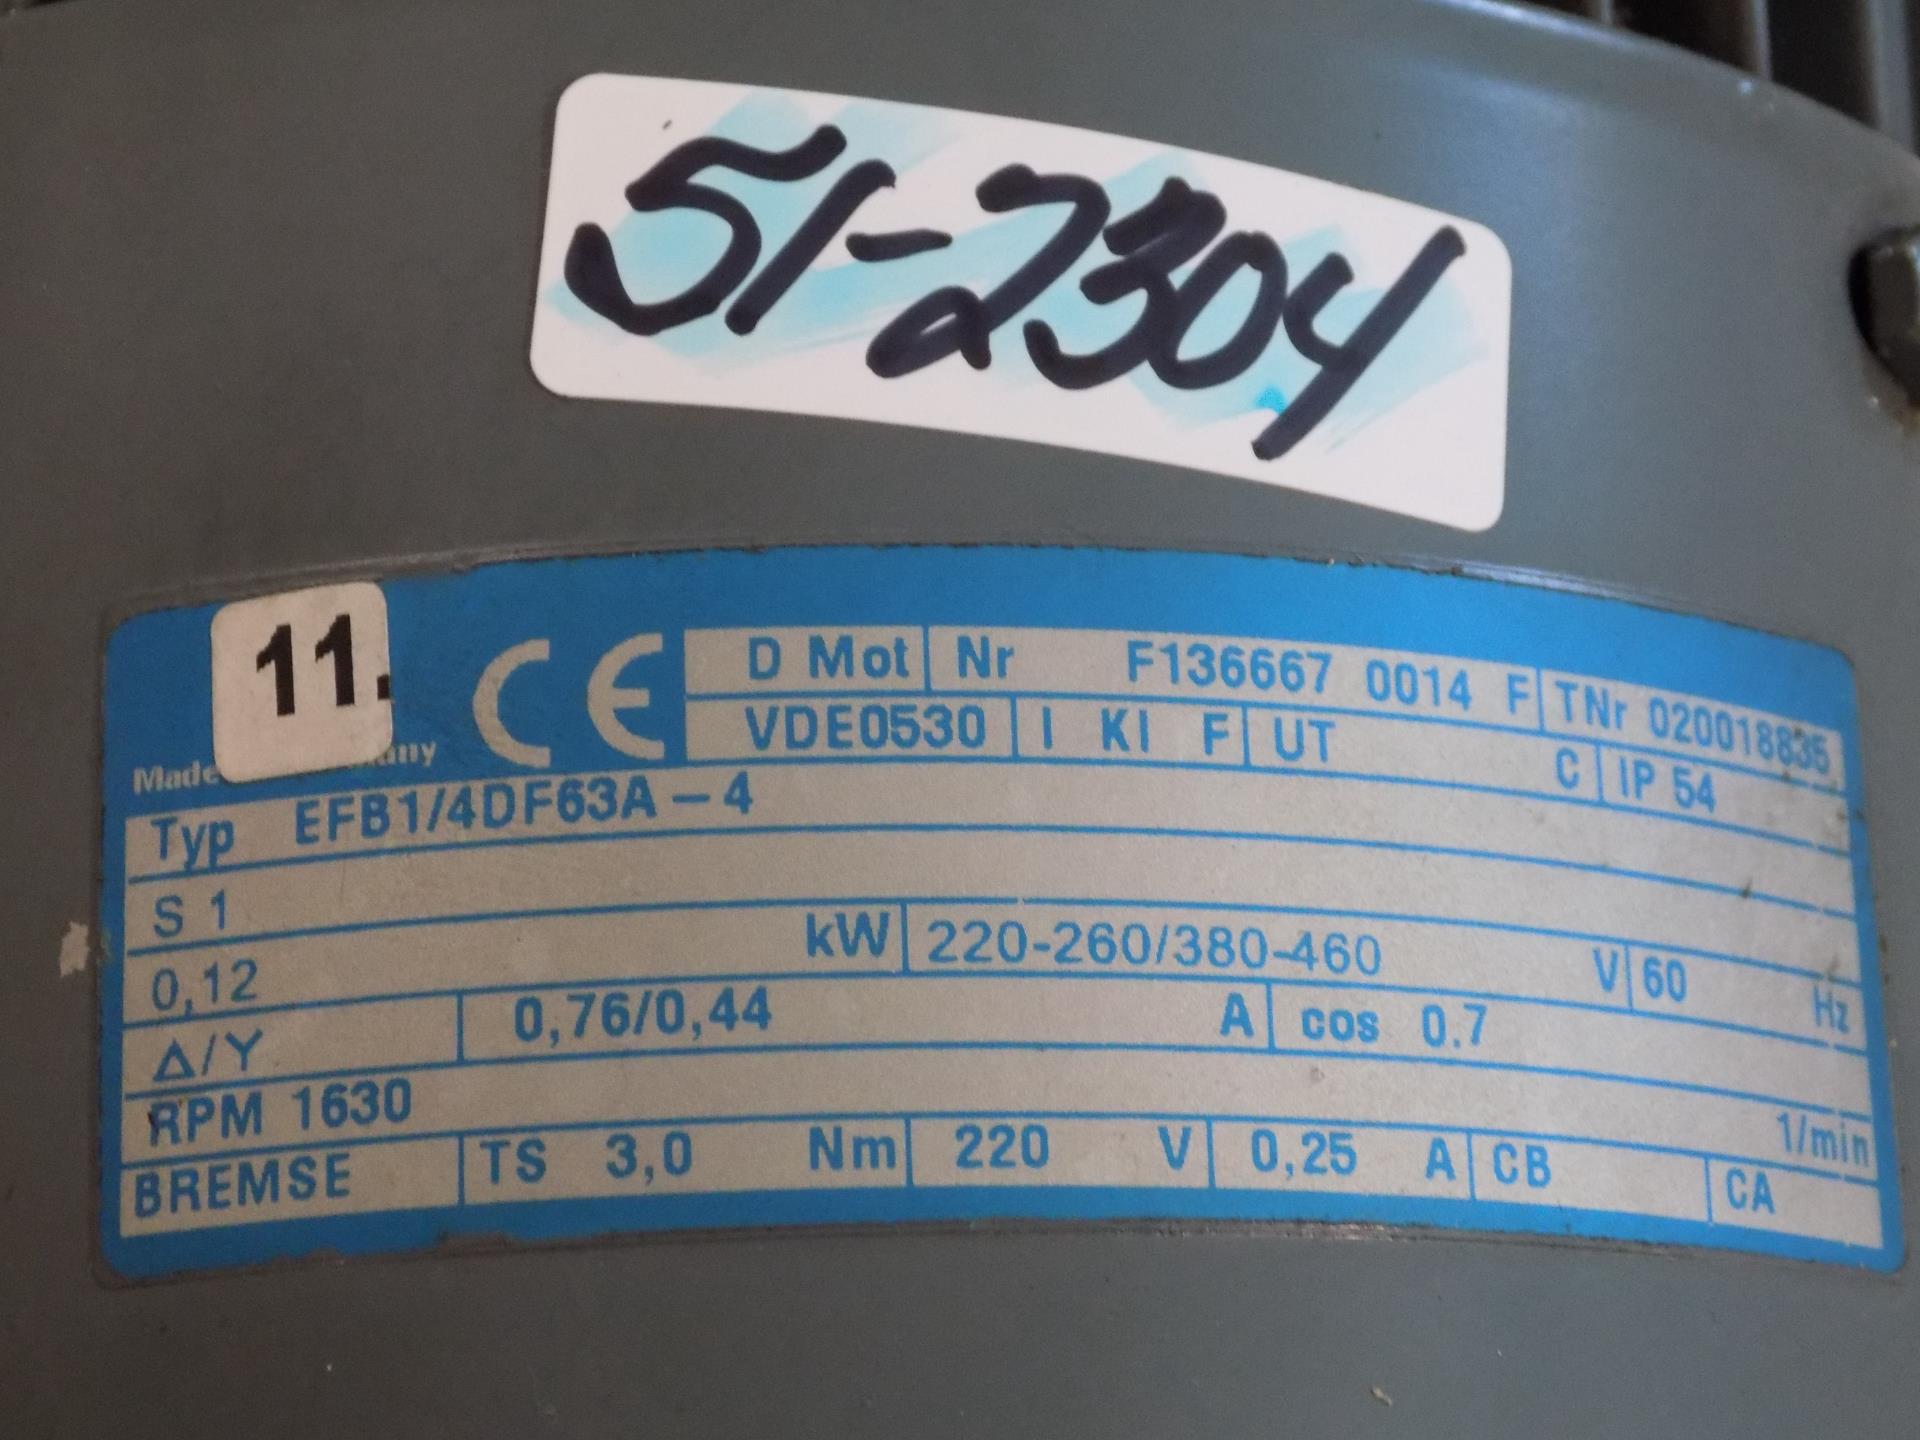 51-2304
11.
CE
D Mot Nr F136667 0014 F TNr 020018835
VDE0530 I KI F UT C IP 54
Made
Typ EFB1/4DF63A-4
S 1
0,12 kW 220-260/380-460 V 60 Hz
Δ/Y 0,76/0,44 A cos 0.7
RPM 1630 1/min
BREMSE TS 3,0 Nm 220 V 0,25 A CB CA